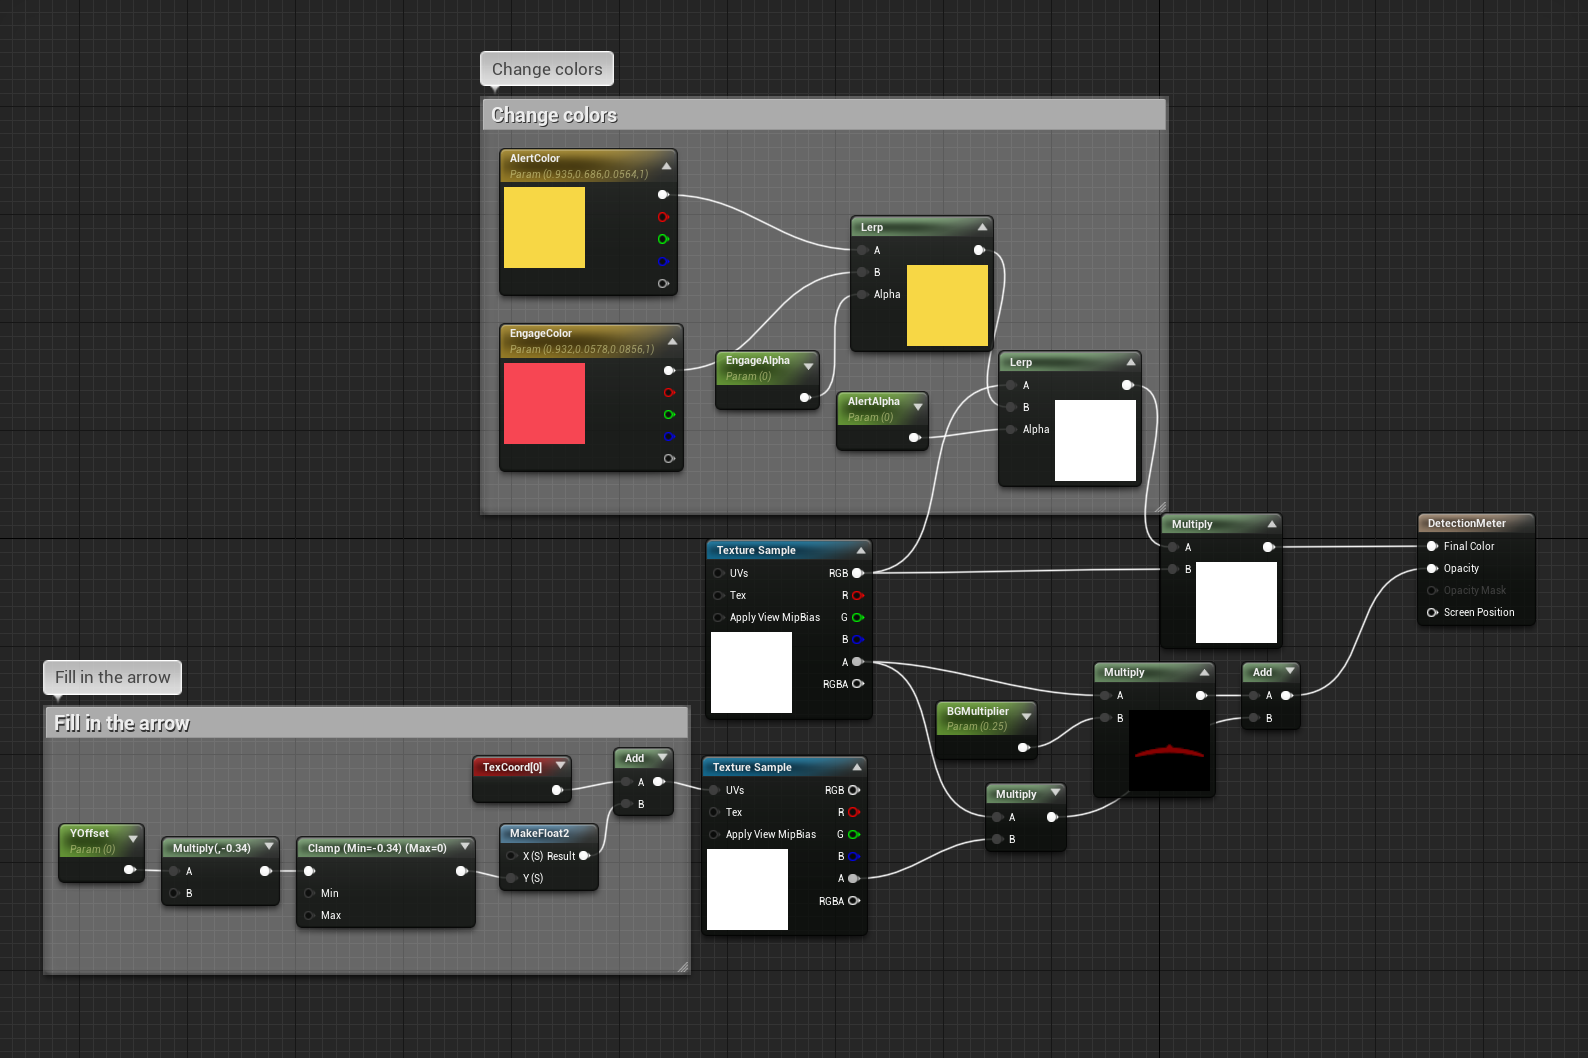 Change colors
Change colors
AlertColor
Param (0.935,0.686,0.0564,1)
EngageColor
Param (0.932,0.0578,0.0856,1)
EngageAlpha
Param (0)
AlertAlpha
Param (0)
Lerp
A
B
Alpha
Lerp
A
B
Alpha
Texture Sample
UVs RGB
Tex R
Apply View MipBias G
B
A
RGBA
Multiply
A
B
DetectionMeter
Final Color
Opacity
Opacity Mask
Screen Position
Multiply
A
B
Add
A
B
BGMultiplier
Param (0.25)
Multiply
A
B
Fill in the arrow
Fill in the arrow
TexCoord[0]
Add
A
B
YOffset
Param (0)
Multiply(,-0.34)
A
B
Clamp (Min=-0.34) (Max=0)
Min
Max
MakeFloat2
X (S) Result
Y (S)
Texture Sample
UVs RGB
Tex R
Apply View MipBias G
B
A
RGBA